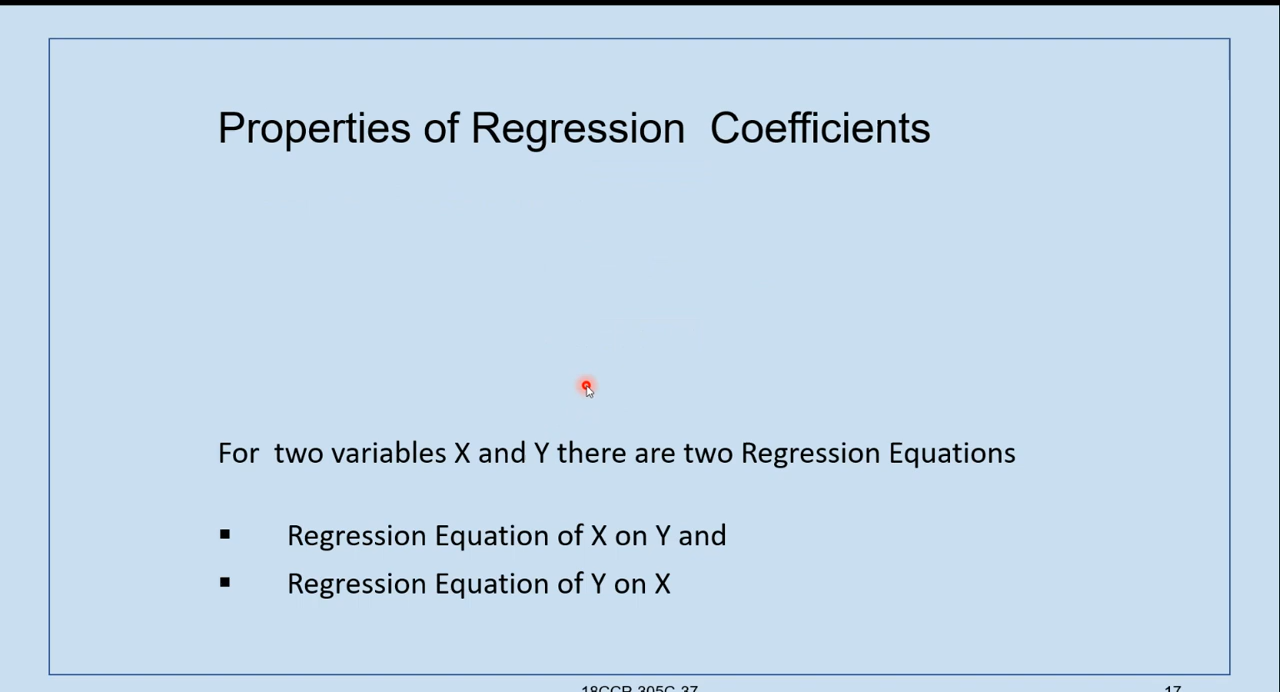 Properties of Regression  Coefficients
For  two variables X and Y there are two Regression Equations
▪ Regression Equation of X on Y and
▪ Regression Equation of Y on X
17